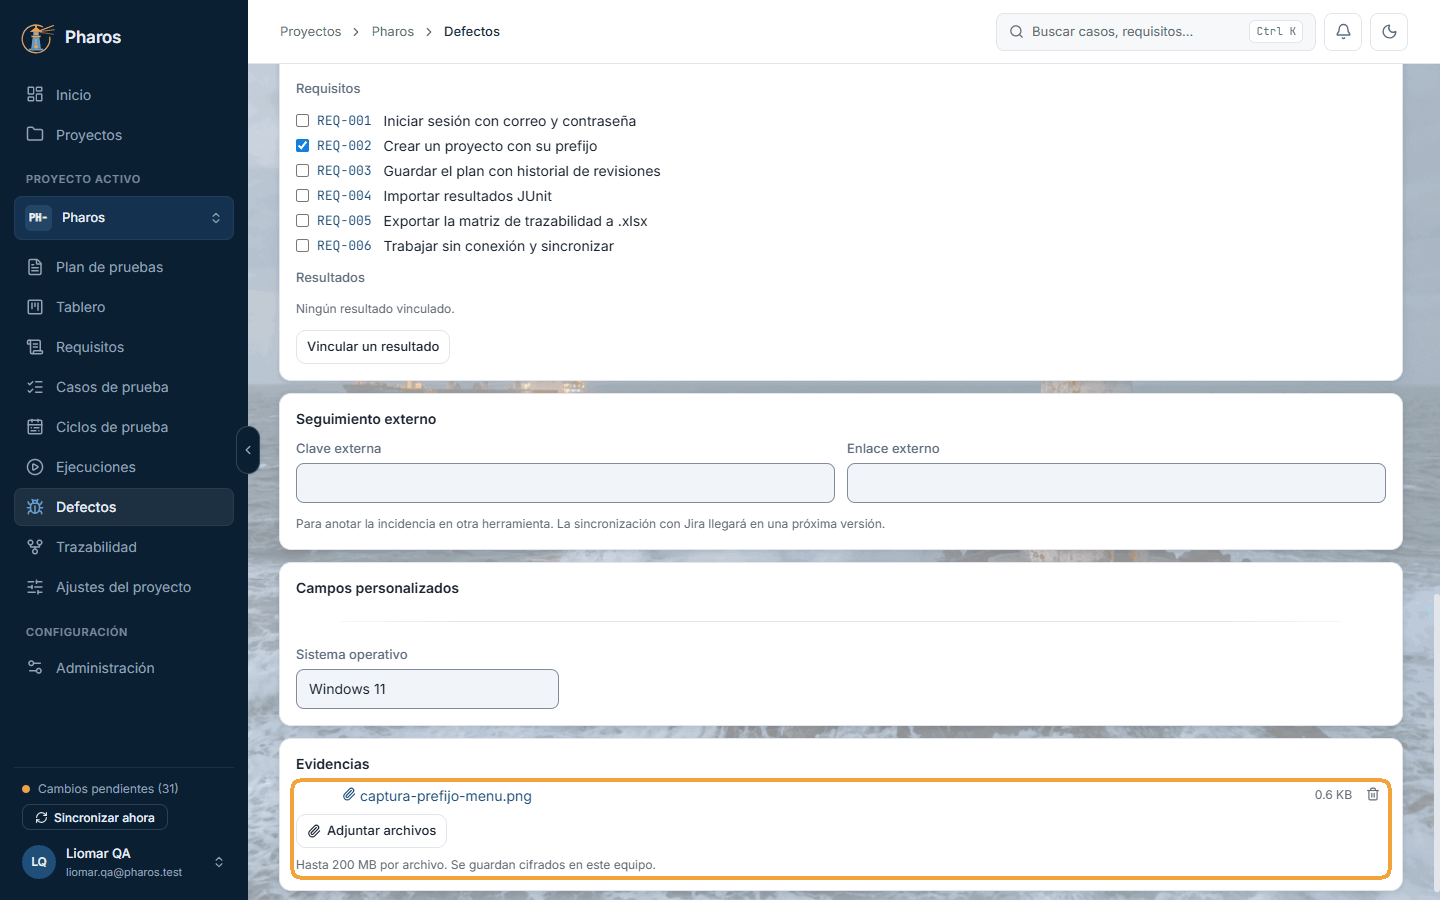 Pharos
Inicio
Proyectos
PROYECTO ACTIVO
PH- Pharos
Plan de pruebas
Tablero
Requisitos
Casos de prueba
Ciclos de prueba
Ejecuciones
Defectos
Trazabilidad
Ajustes del proyecto
CONFIGURACIÓN
Administración
Cambios pendientes (31)
Sincronizar ahora
LQ Liomar QA
liomar.qa@pharos.test
Proyectos > Pharos > Defectos
Buscar casos, requisitos... Ctrl K
Requisitos
REQ-001 Iniciar sesión con correo y contraseña
REQ-002 Crear un proyecto con su prefijo
REQ-003 Guardar el plan con historial de revisiones
REQ-004 Importar resultados JUnit
REQ-005 Exportar la matriz de trazabilidad a .xlsx
REQ-006 Trabajar sin conexión y sincronizar
Resultados
Ningún resultado vinculado.
Vincular un resultado
Seguimiento externo
Clave externa Enlace externo
Para anotar la incidencia en otra herramienta. La sincronización con Jira llegará en una próxima versión.
Campos personalizados
Sistema operativo
Windows 11
Evidencias
captura-prefijo-menu.png 0.6 KB
Adjuntar archivos
Hasta 200 MB por archivo. Se guardan cifrados en este equipo.